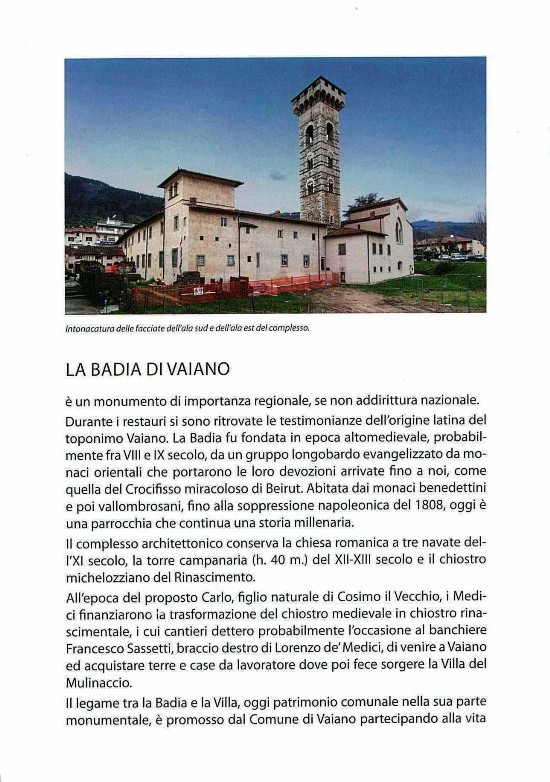 Intonacatura delle facciate dell'ala sud e dell'ala est del complesso.
LA BADIA DI VAIANO
è un monumento di importanza regionale, se non addirittura nazionale.
Durante i restauri si sono ritrovate le testimonianze dell'origine latina del
toponimo Vaiano. La Badia fu fondata in epoca altomedievale, probabil-
mente fra VIII e IX secolo, da un gruppo longobardo evangelizzato da mo-
naci orientali che portarono le loro devozioni arrivate fino a noi, come
quella del Crocifisso miracoloso di Beirut. Abitata dai monaci benedettini
e poi vallombrosani, fino alla soppressione napoleonica del 1808, oggi è
una parrocchia che continua una storia millenaria.
Il complesso architettonico conserva la chiesa romanica a tre navate del-
l'XI secolo, la torre campanaria (h. 40 m.) del XII-XIII secolo e il chiostro
michelozziano del Rinascimento.
All'epoca del proposto Carlo, figlio naturale di Cosimo il Vecchio, i Medi-
ci finanziarono la trasformazione del chiostro medievale in chiostro rina-
scimentale, i cui cantieri dettero probabilmente l'occasione al banchiere
Francesco Sassetti, braccio destro di Lorenzo de' Medici, di venire a Vaiano
ed acquistare terre e case da lavoratore dove poi fece sorgere la Villa del
Mulinaccio.
Il legame tra la Badia e la Villa, oggi patrimonio comunale nella sua parte
monumentale, è promosso dal Comune di Vaiano partecipando alla vita